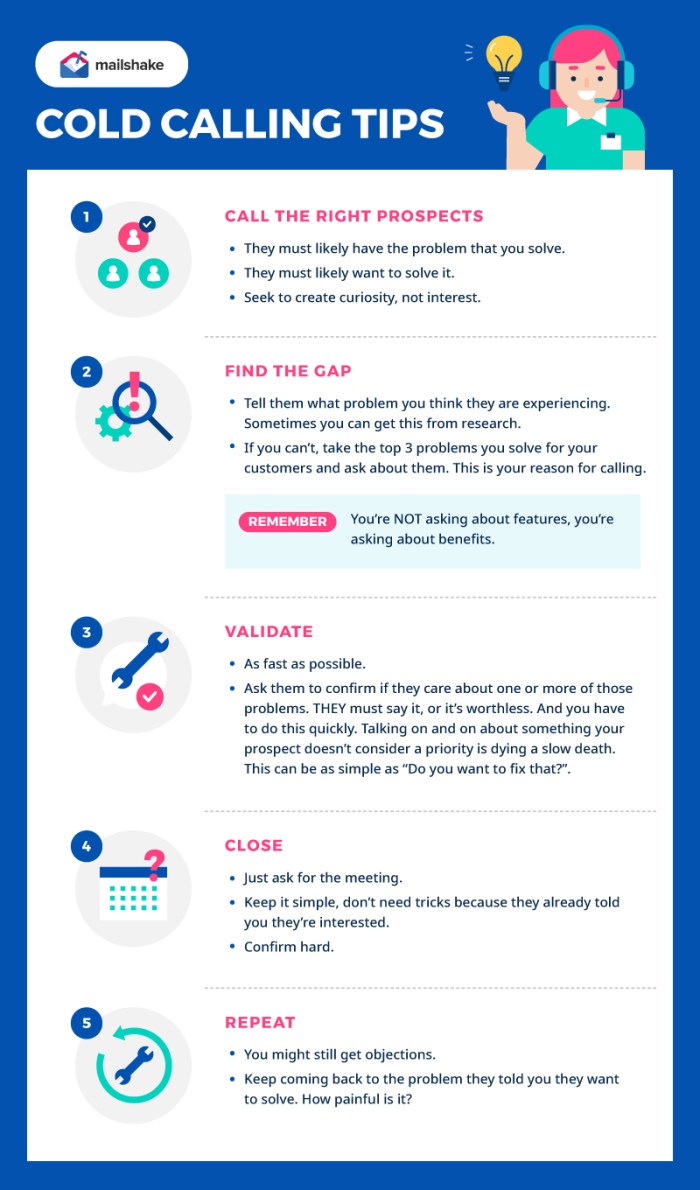 mailshake
COLD CALLING TIPS
1
CALL THE RIGHT PROSPECTS
• They must likely have the problem that you solve.
• They must likely want to solve it.
• Seek to create curiosity, not interest.
2
FIND THE GAP
• Tell them what problem you think they are experiencing.
Sometimes you can get this from research.
• If you can't, take the top 3 problems you solve for your
customers and ask about them. This is your reason for calling.
REMEMBER
You're NOT asking about features, you're
asking about benefits.
3
VALIDATE
• As fast as possible.
• Ask them to confirm if they care about one or more of those
problems. THEY must say it, or it's worthless. And you have
to do this quickly. Talking on and on about something your
prospect doesn't consider a priority is dying a slow death.
This can be as simple as “Do you want to fix that?”.
4
?
CLOSE
• Just ask for the meeting.
• Keep it simple, don't need tricks because they already told
you they're interested.
• Confirm hard.
5
REPEAT
• You might still get objections.
• Keep coming back to the problem they told you they want
to solve. How painful is it?